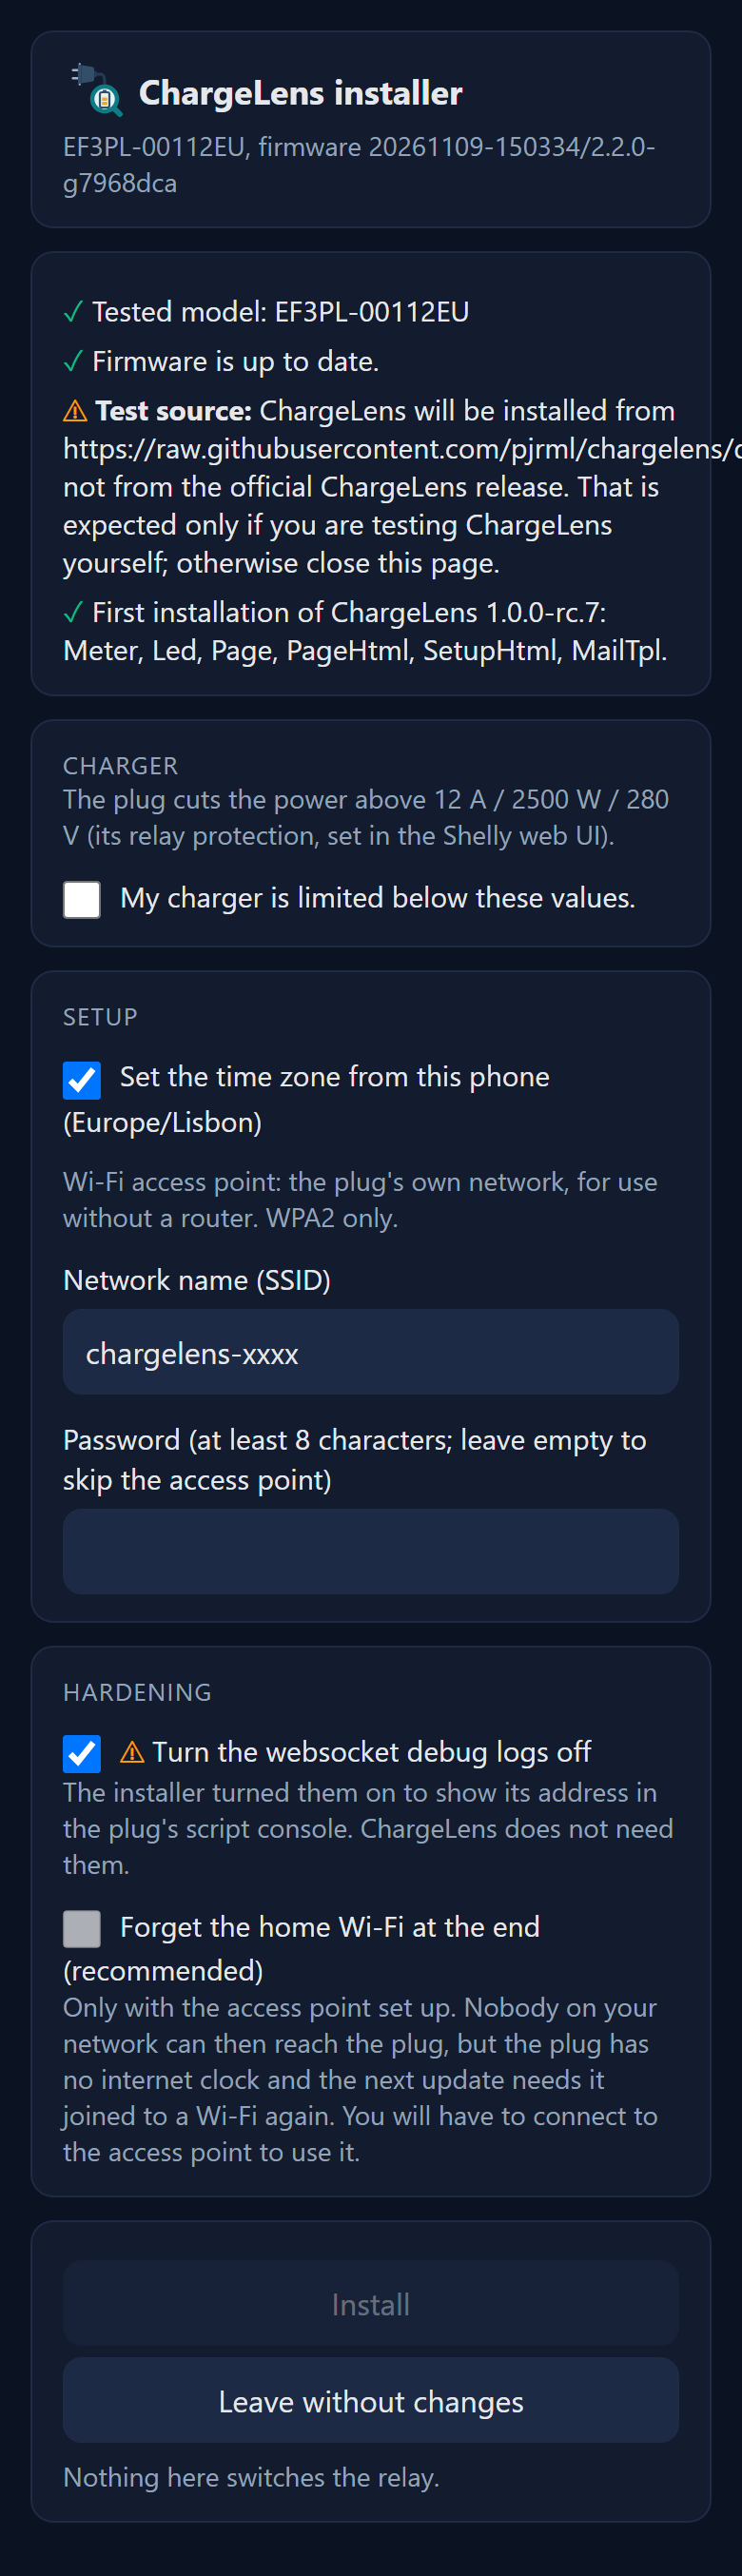 ChargeLens installer
EF3PL-00112EU, firmware 20261109-150334/2.2.0-
g7968dca
✓ Tested model: EF3PL-00112EU
✓ Firmware is up to date.
⚠ Test source: ChargeLens will be installed from
https://raw.githubusercontent.com/pjrml/chargelens/
not from the official ChargeLens release. That is
expected only if you are testing ChargeLens
yourself; otherwise close this page.
✓ First installation of ChargeLens 1.0.0-rc.7:
Meter, Led, Page, PageHtml, SetupHtml, MailTpl.
CHARGER
The plug cuts the power above 12 A / 2500 W / 280
V (its relay protection, set in the Shelly web UI).
My charger is limited below these values.
SETUP
Set the time zone from this phone
(Europe/Lisbon)
Wi-Fi access point: the plug's own network, for use
without a router. WPA2 only.
Network name (SSID)
chargelens-xxxx
Password (at least 8 characters; leave empty to
skip the access point)
HARDENING
⚠ Turn the websocket debug logs off
The installer turned them on to show its address in
the plug's script console. ChargeLens does not need
them.
Forget the home Wi-Fi at the end
(recommended)
Only with the access point set up. Nobody on your
network can then reach the plug, but the plug has
no internet clock and the next update needs it
joined to a Wi-Fi again. You will have to connect to
the access point to use it.
Install
Leave without changes
Nothing here switches the relay.